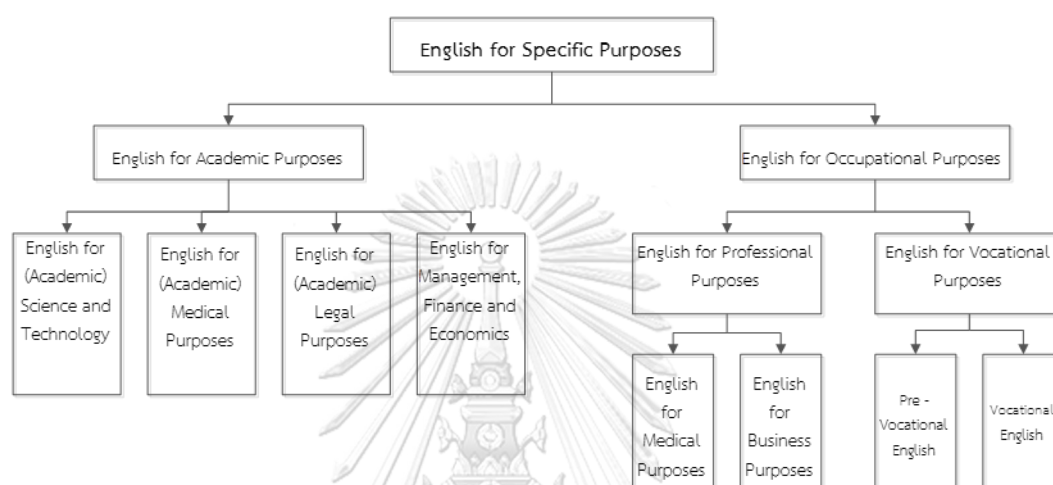 English for Specific Purposes
English for Academic Purposes
English for Occupational Purposes
English for
(Academic)
Science and
Technology
English for
(Academic)
Medical
Purposes
English for
(Academic)
Legal
Purposes
English for
Management,
Finance and
Economics
English for Professional
Purposes
English for Vocational
Purposes
English
for
Medical
Purposes
English
for
Business
Purposes
Pre -
Vocational
English
Vocational
English